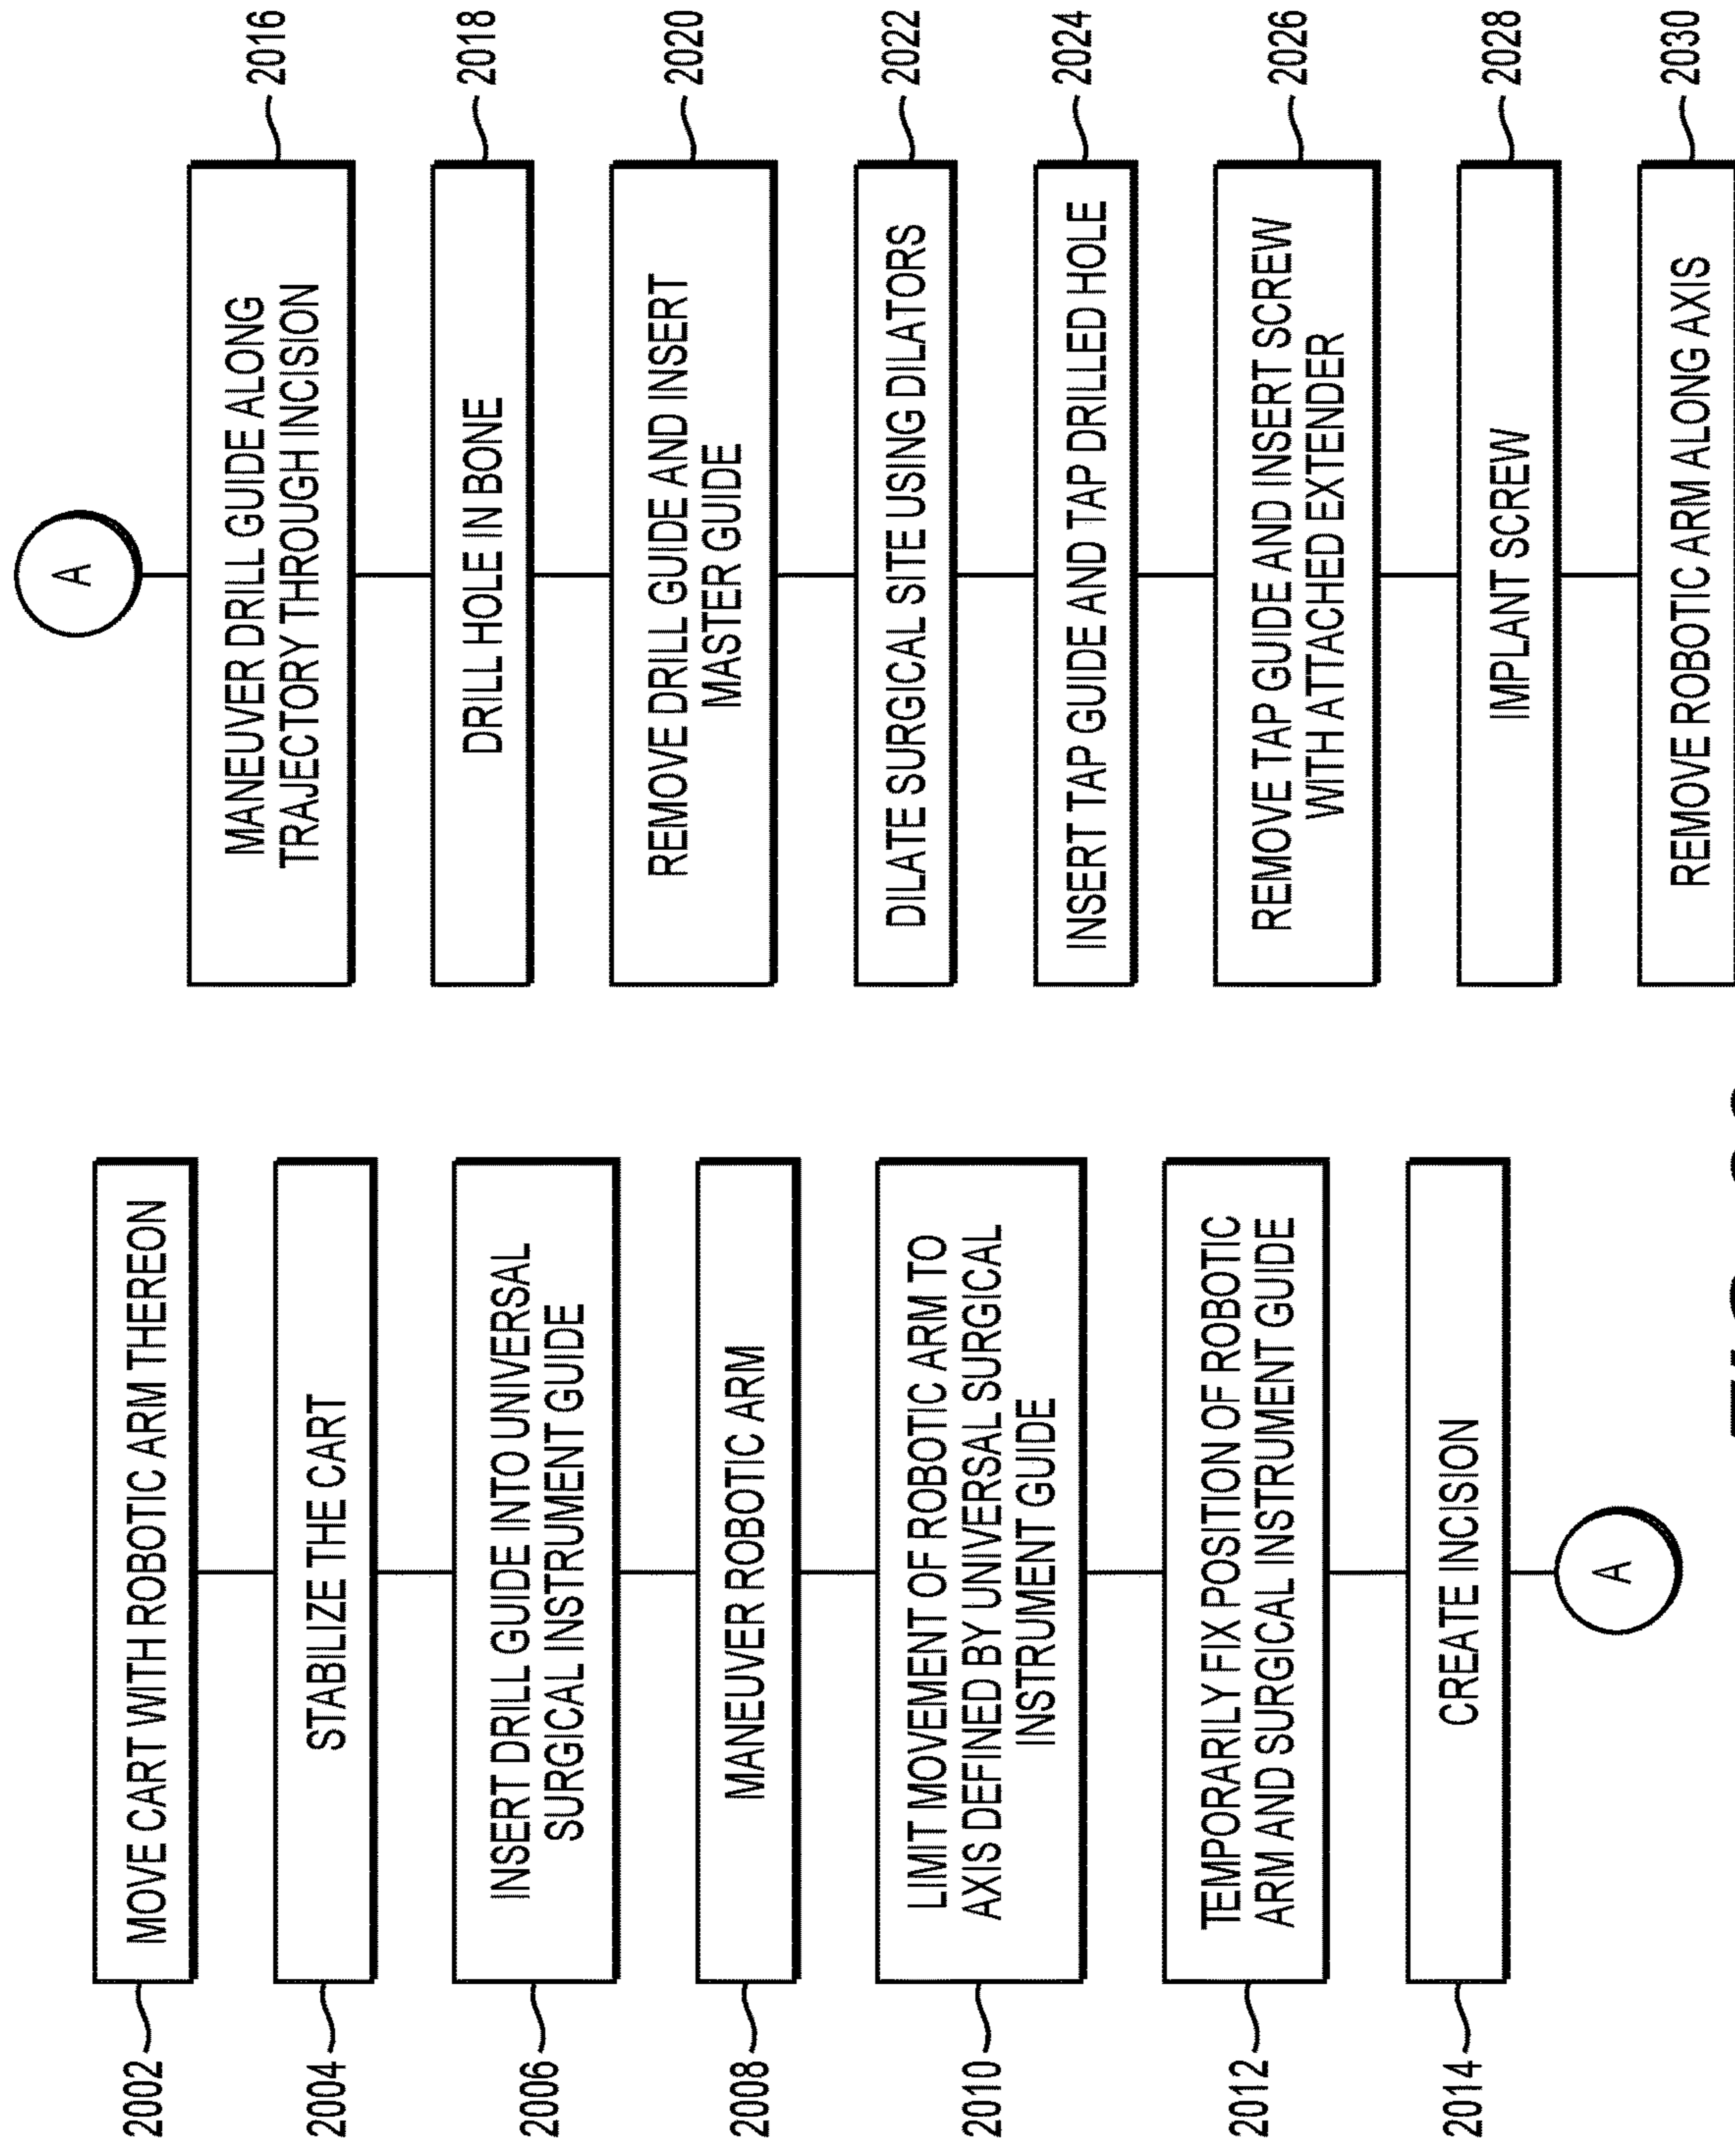 2002
MOVE CART WITH ROBOTIC ARM THEREON
2004
STABILIZE THE CART
2006
INSERT DRILL GUIDE INTO UNIVERSAL
SURGICAL INSTRUMENT GUIDE
2008
MANEUVER ROBOTIC ARM
2010
LIMIT MOVEMENT OF ROBOTIC ARM TO
AXIS DEFINED BY UNIVERSAL SURGICAL
INSTRUMENT GUIDE
2012
TEMPORARILY FIX POSITION OF ROBOTIC
ARM AND SURGICAL INSTRUMENT GUIDE
2014
CREATE INCISION
A
A
MANEUVER DRILL GUIDE ALONG
TRAJECTORY THROUGH INCISION
2016
DRILL HOLE IN BONE
2018
REMOVE DRILL GUIDE AND INSERT
MASTER GUIDE
2020
DILATE SURGICAL SITE USING DILATORS
2022
INSERT TAP GUIDE AND TAP DRILLED HOLE
2024
REMOVE TAP GUIDE AND INSERT SCREW
WITH ATTACHED EXTENDER
2026
IMPLANT SCREW
2028
REMOVE ROBOTIC ARM ALONG AXIS
2030